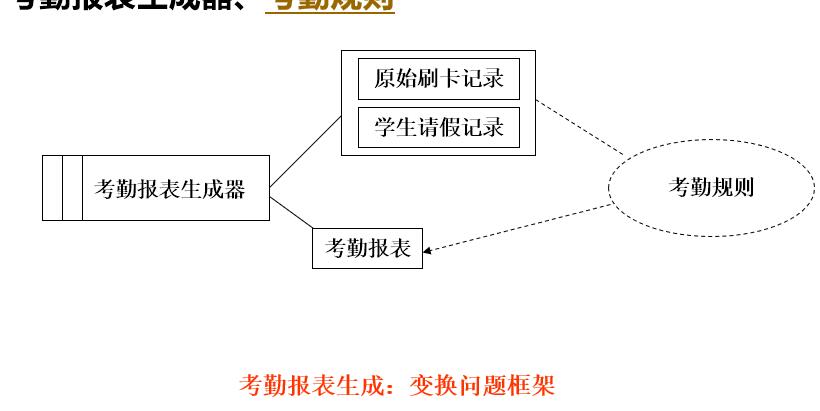 考勤报表生成器、考勤规则
原始刷卡记录
学生请假记录
考勤报表生成器
考勤规则
考勤报表
考勤报表生成：变换问题框架